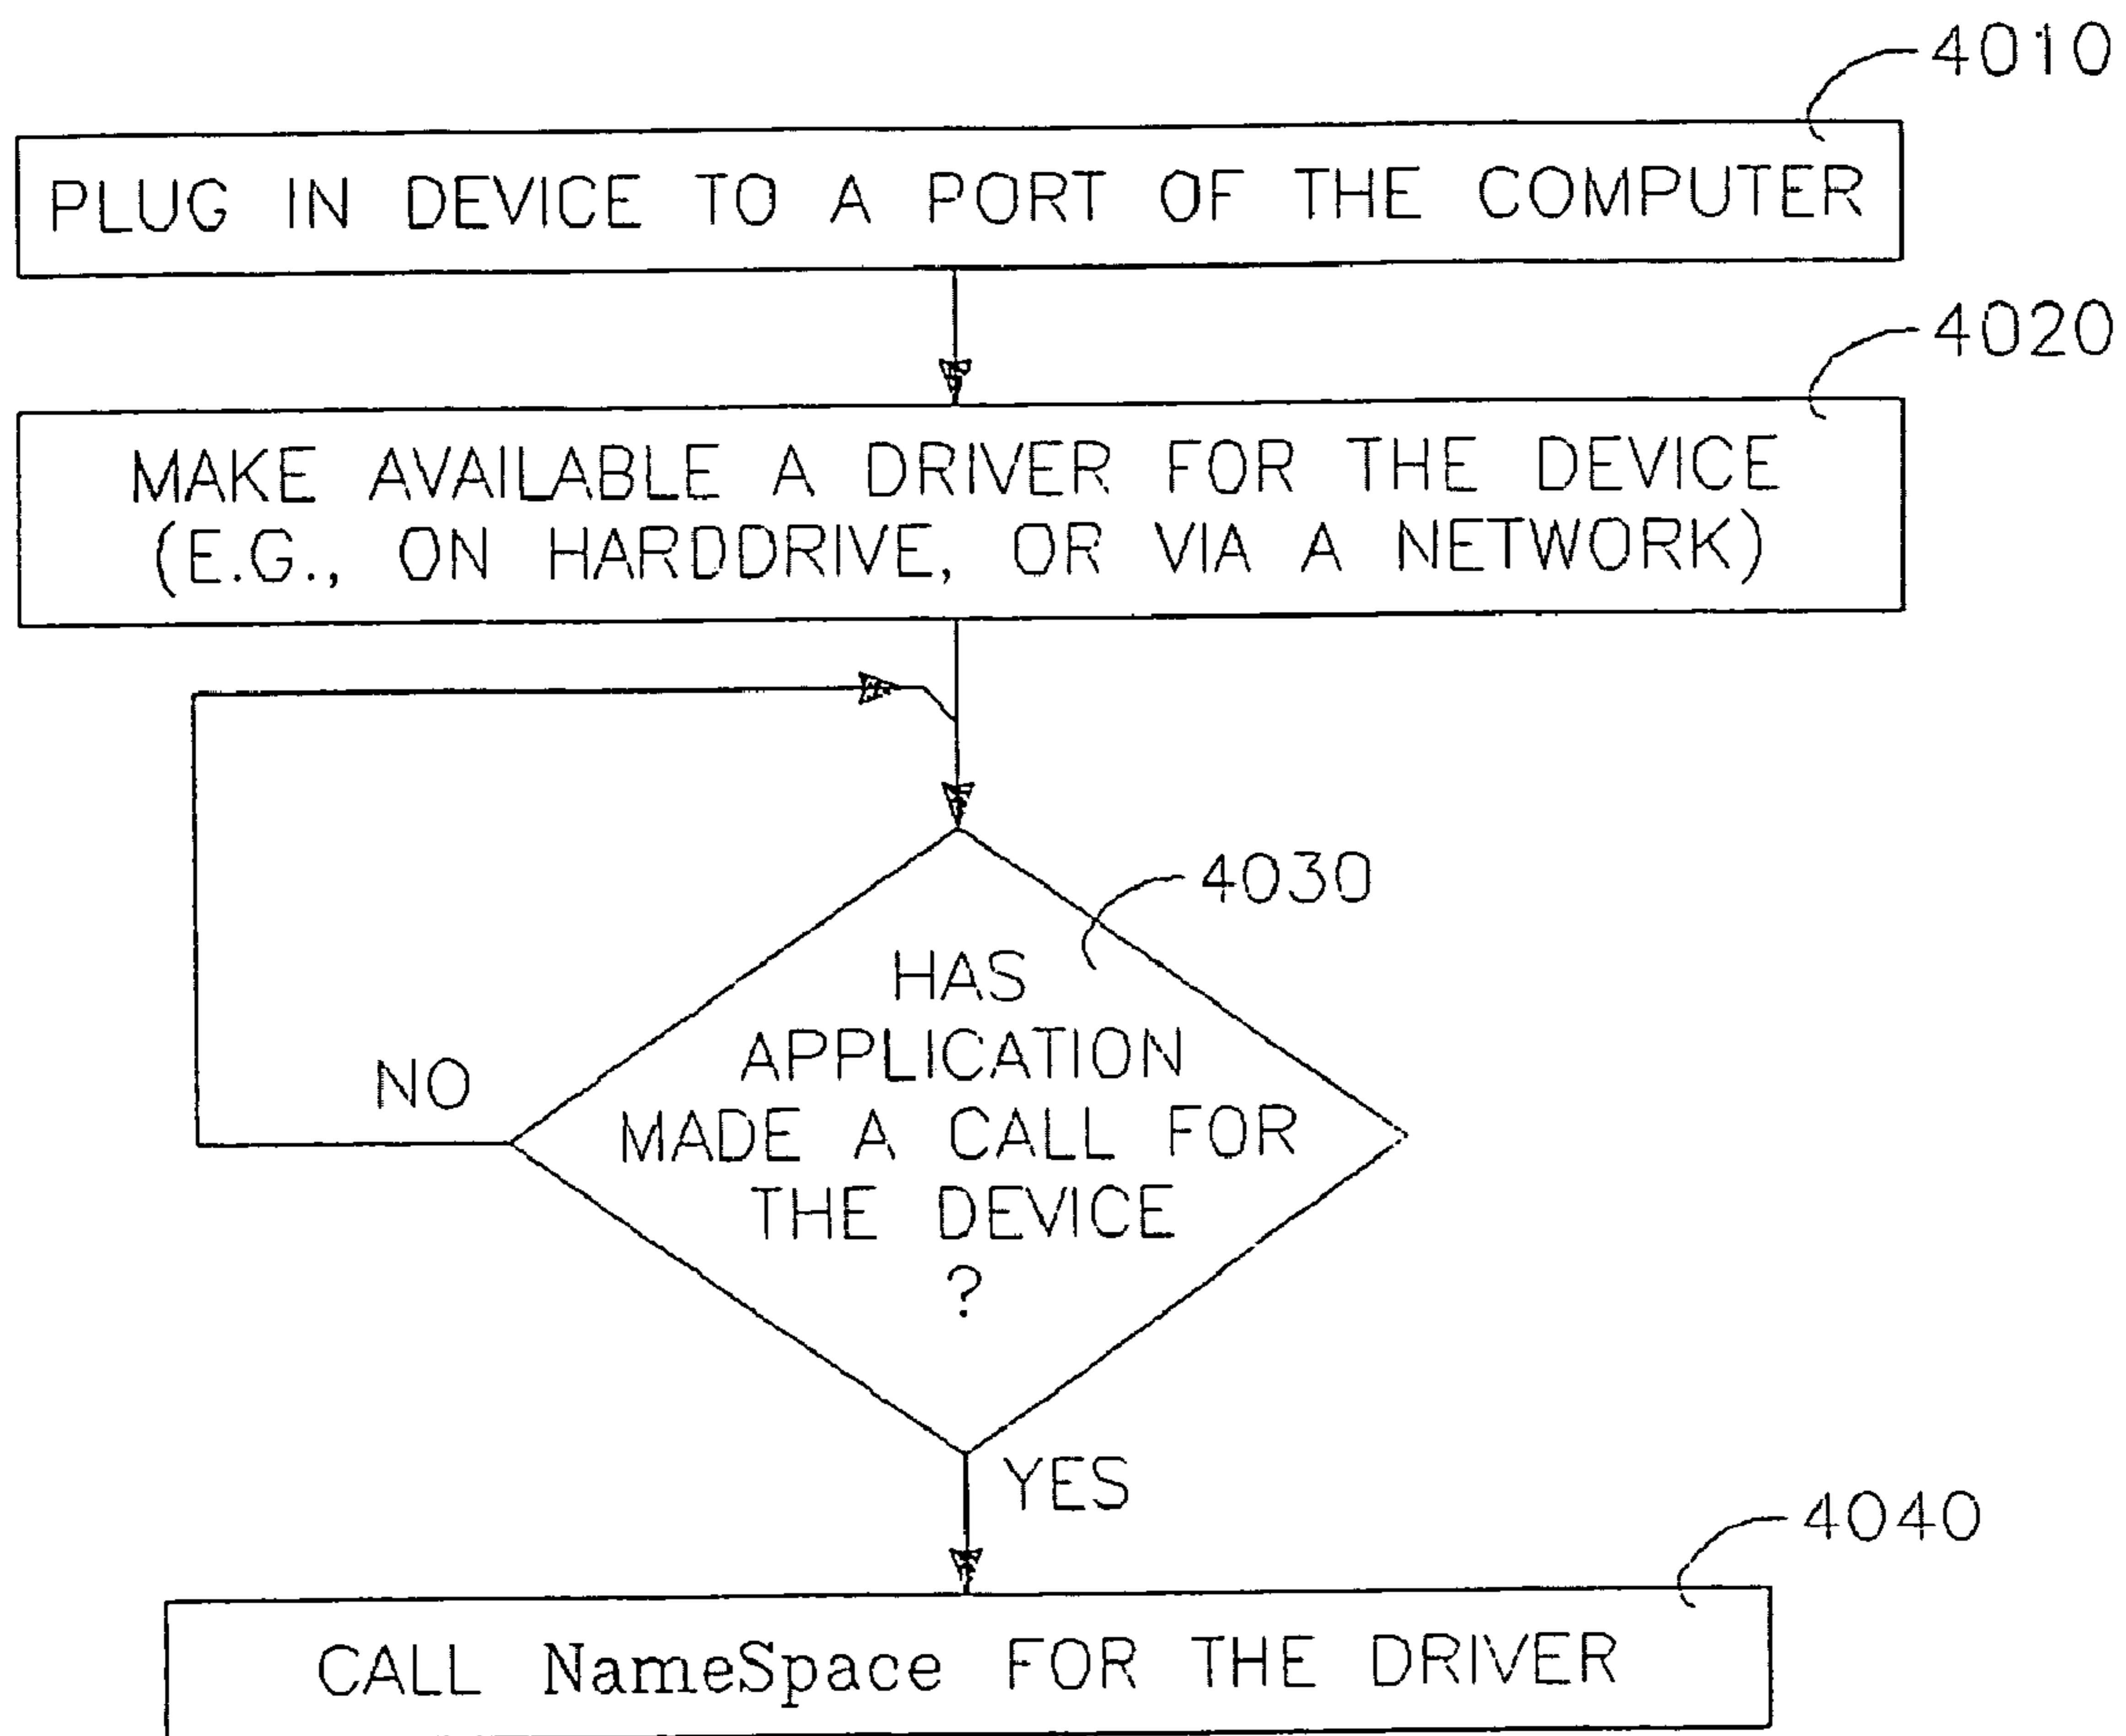 4010
PLUG IN DEVICE TO A PORT OF THE COMPUTER
4020
MAKE AVAILABLE A DRIVER FOR THE DEVICE
(E.G., ON HARDDRIVE, OR VIA A NETWORK)
4030
HAS
APPLICATION
MADE A CALL FOR
THE DEVICE
?
NO
YES
4040
CALL NameSpace FOR THE DRIVER